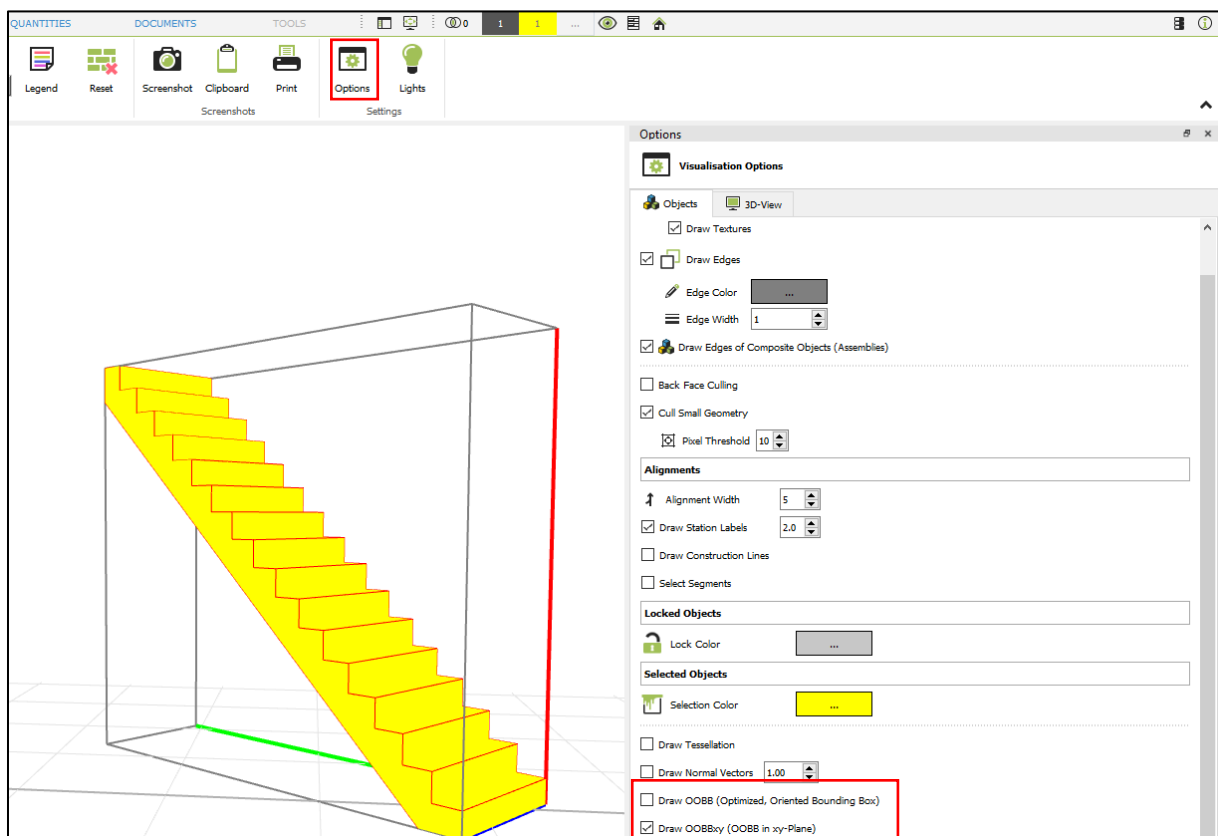 QUANTITIES DOCUMENTS TOOLS 0 1 1 ...
Legend Reset Screenshot Clipboard Print Options Lights
Screenshots Settings
Options
Visualisation Options
Objects 3D-View
Draw Textures
Draw Edges
Edge Color ...
Edge Width 1
Draw Edges of Composite Objects (Assemblies)
Back Face Culling
Cull Small Geometry
Pixel Threshold 10
Alignments
Alignment Width 5
Draw Station Labels 2.0
Draw Construction Lines
Select Segments
Locked Objects
Lock Color ...
Selected Objects
Selection Color ...
Draw Tessellation
Draw Normal Vectors 1.00
Draw OOBB (Optimized, Oriented Bounding Box)
Draw OOBBxy (OOBB in xy-Plane)